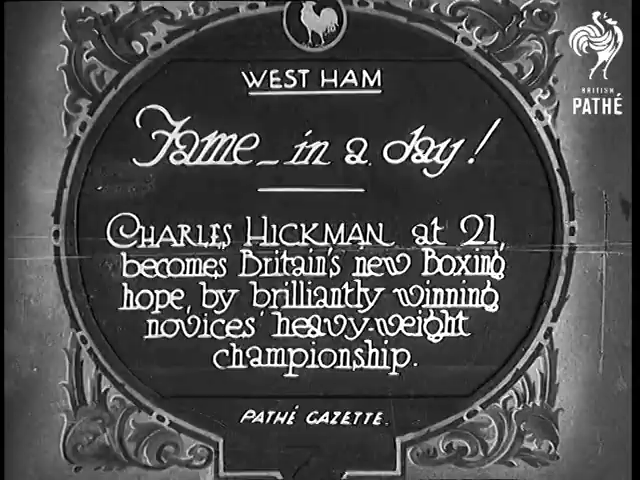 WEST HAM
Fame - in a day!
CHARLES HICKMAN at 21,
becomes Britain's new Boxing
hope, by brilliantly winning
novices' heavy-weight
championship.
PATHÉ GAZETTE.
BRITISH
PATHÉ